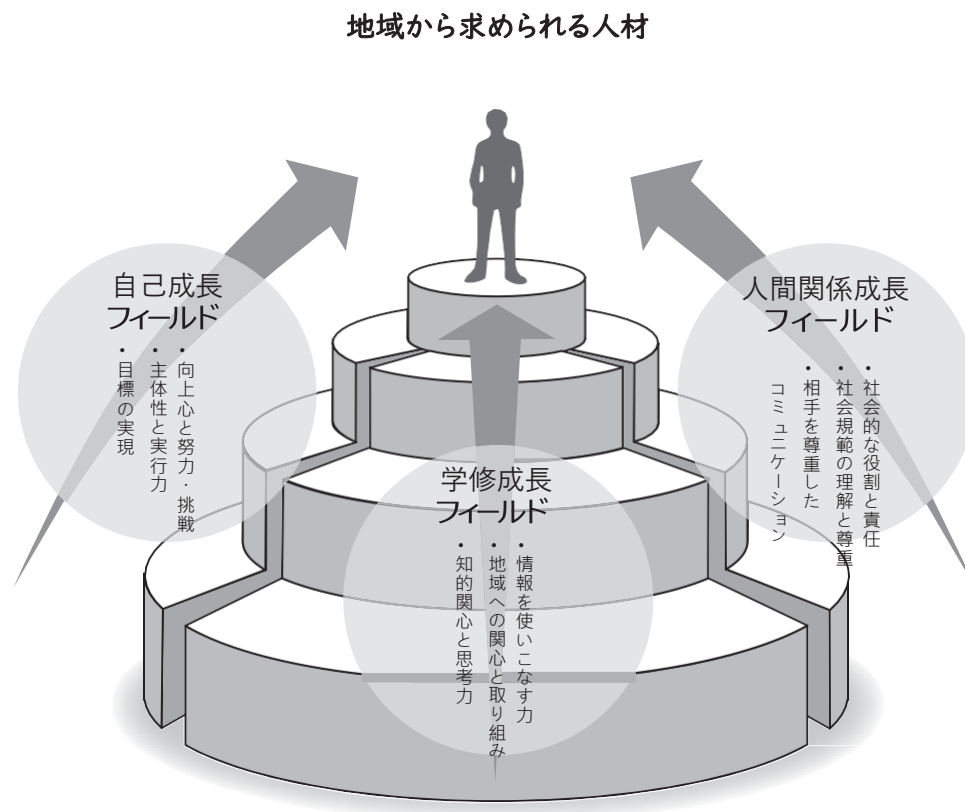 地域から求められる人材
自己成長
フィールド
・向上心と努力・挑戦
・主体性と実行力
・目標の実現
学修成長
フィールド
・情報を使いこなす力
・地域への関心と取り組み
・知的関心と思考力
人間関係成長
フィールド
・社会的な役割と責任
・社会規範の理解と尊重
・相手を尊重した
コミュニケーション